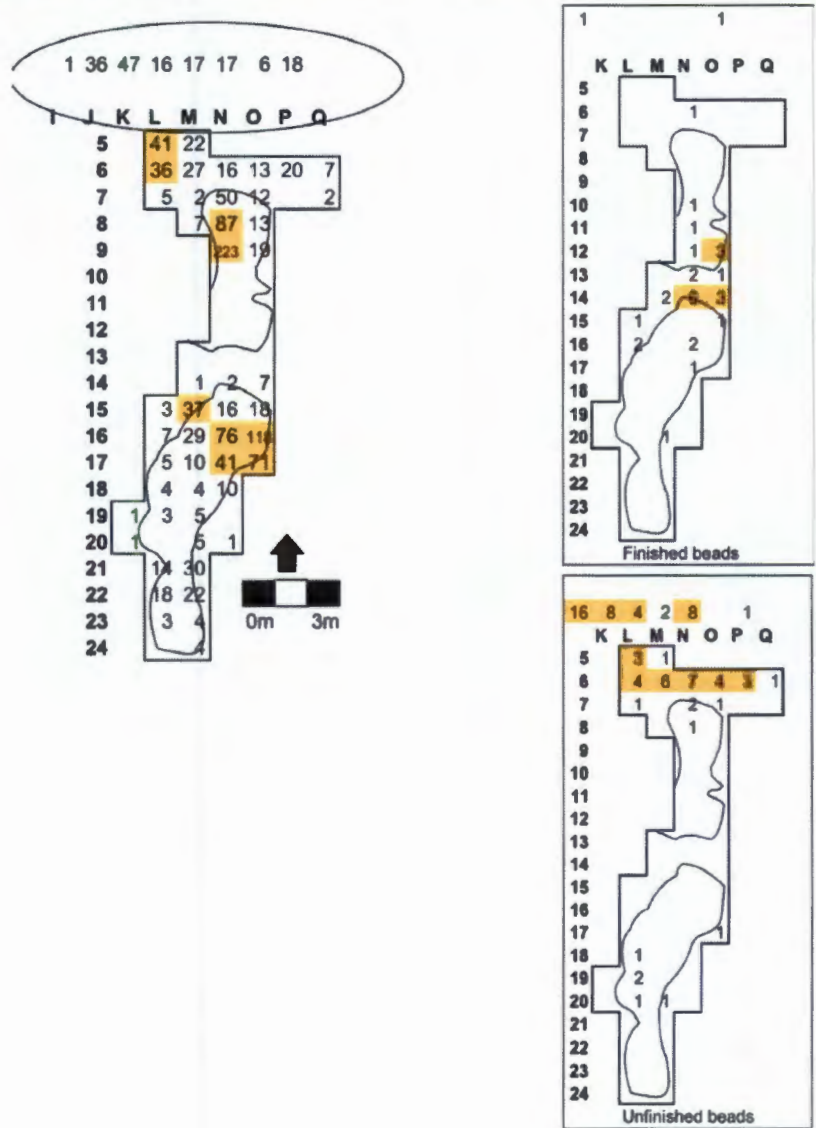 1 36 47 16 17 17 6 18
I J K L M N O P Q
5 41 22
6 36 27 16 13 20 7
7 5 2 50 12 2
8 7 87 13
9 223 19
10
11
12
13
14 1 2 7
15 3 37 16 18
16 7 29 76 118
17 5 10 41 71
18 4 4 10
19 1 3 5
20 1 5 1
21 14 30
22 18 22
23 3 4
24 4
0m 3m
1 1
K L M N O P Q
5
6 1
7
8
9
10 1
11 1
12 1 3
13 2 1
14 2 6 3
15 1 1
16 2 2
17 1
18
19
20 1
21
22
23
24
Finished beads
16 8 4 2 8 1
K L M N O P Q
5 3 1
6 4 6 7 4 3 1
7 1 2 1
8 1
9
10
11
12
13
14
15
16
17 1
18 1
19 2
20 1 1
21
22
23
24
Unfinished beads